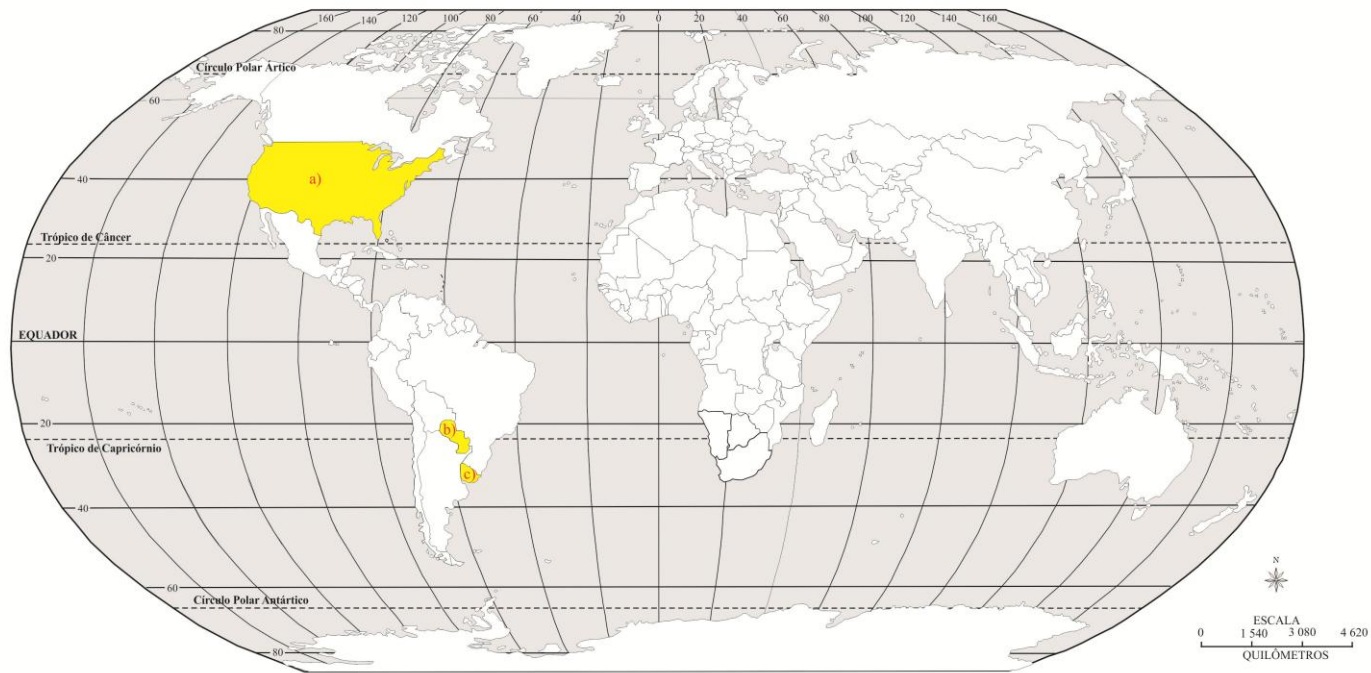 160 140 120 100 80 60 40 20 0 20 40 60 80 100 120 140 160
80
Círculo Polar Ártico
60
a)
40
Trópico de Câncer
20
EQUADOR
20
b)
Trópico de Capricórnio
c)
40
60
Círculo Polar Antártico
80
N
ESCALA
0 1 540 3 080 4 620
QUILÔMETROS